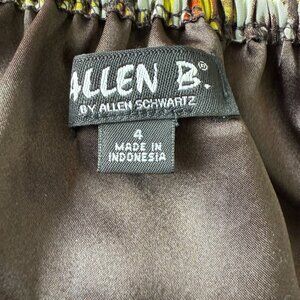 ALLEN B.®
BY ALLEN SCHWARTZ
4
MADE IN
INDONESIA